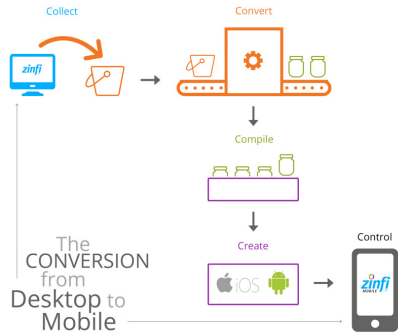 Collect
Convert
zinfi
Compile
Create
iOS
Control
zinfi
MOBILE
The
CONVERSION
from
Desktop to
Mobile